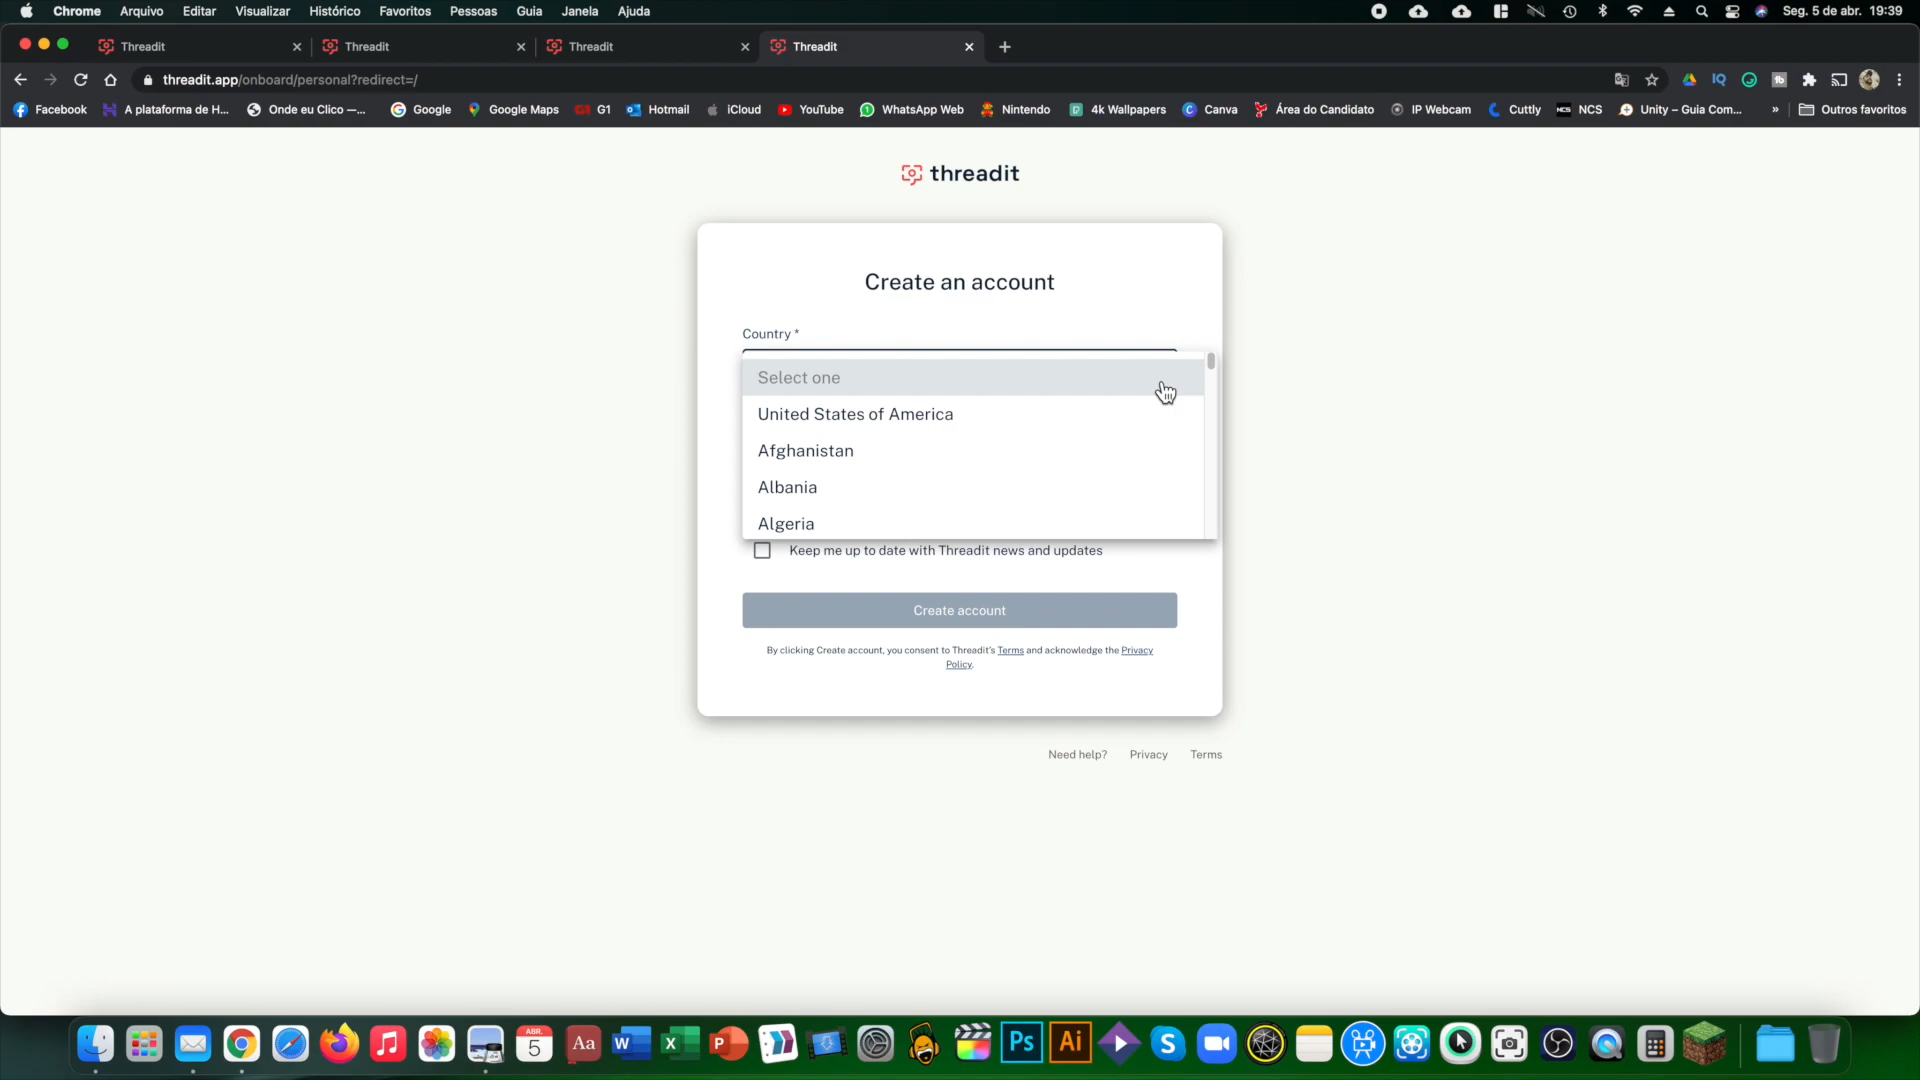 Chrome Arquivo Editar Visualizar Histórico Favoritos Pessoas Guia Janela Ajuda Seg. 5 de abr. 19:39
Threadit Threadit Threadit Threadit
threadit.app/onboard/personal?redirect=/
Facebook A plataforma de H... Onde eu Clico —... Google Google Maps G1 Hotmail iCloud YouTube WhatsApp Web Nintendo 4k Wallpapers Canva Área do Candidato IP Webcam Cuttly NCS Unity – Guia Com... » Outros favoritos
threadit
Create an account
Country *
Select one
United States of America
Afghanistan
Albania
Algeria
Keep me up to date with Threadit news and updates
Create account
By clicking Create account, you consent to Threadit's Terms and acknowledge the Privacy
Policy.
Need help? Privacy Terms
ABR.
5 Aa W X P Ps Ai S